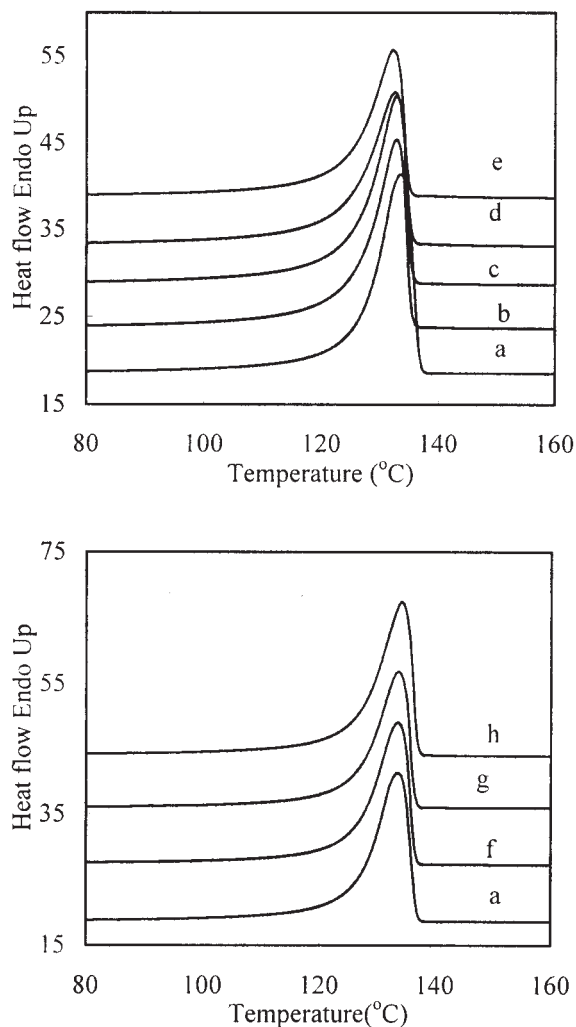 Heat flow Endo Up
55
45
35
25
15
e
d
c
b
a
80 100 120 140 160
Temperature (°C)
Heat flow Endo Up
75
55
35
15
h
g
f
a
80 100 120 140 160
Temperature(°C)